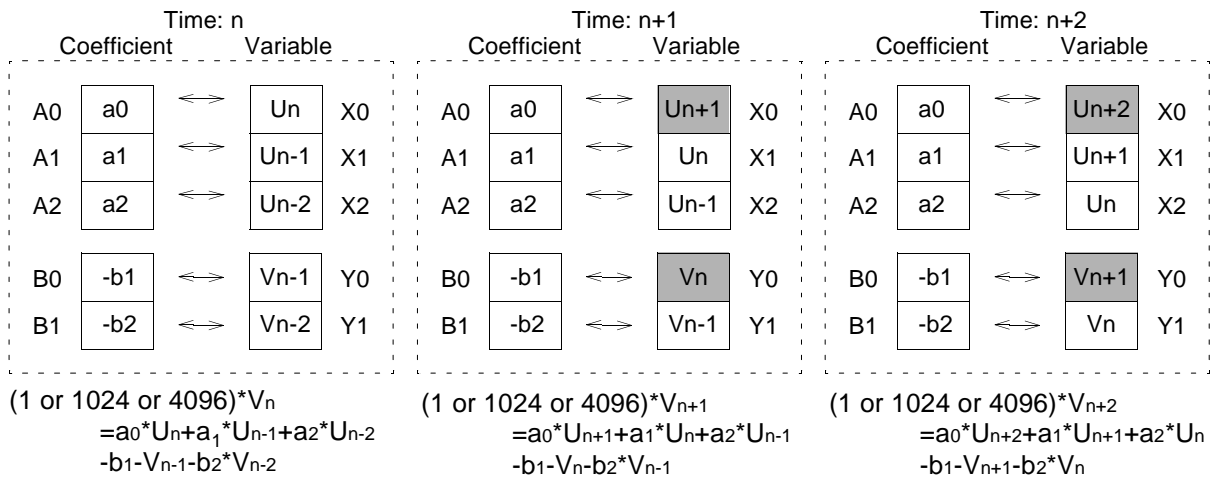 Time: n Time: n+1 Time: n+2
Coefficient Variable Coefficient Variable Coefficient Variable
A0 a0 Un X0 A0 a0 Un+1 X0 A0 a0 Un+2 X0
A1 a1 Un-1 X1 A1 a1 Un X1 A1 a1 Un+1 X1
A2 a2 Un-2 X2 A2 a2 Un-1 X2 A2 a2 Un X2
B0 -b1 Vn-1 Y0 B0 -b1 Vn Y0 B0 -b1 Vn+1 Y0
B1 -b2 Vn-2 Y1 B1 -b2 Vn-1 Y1 B1 -b2 Vn Y1
(1 or 1024 or 4096)*Vn (1 or 1024 or 4096)*Vn+1 (1 or 1024 or 4096)*Vn+2
=a0*Un+a1*Un-1+a2*Un-2 =a0*Un+1+a1*Un+a2*Un-1 =a0*Un+2+a1*Un+1+a2*Un
-b1-Vn-1-b2*Vn-2 -b1-Vn-b2*Vn-1 -b1-Vn+1-b2*Vn